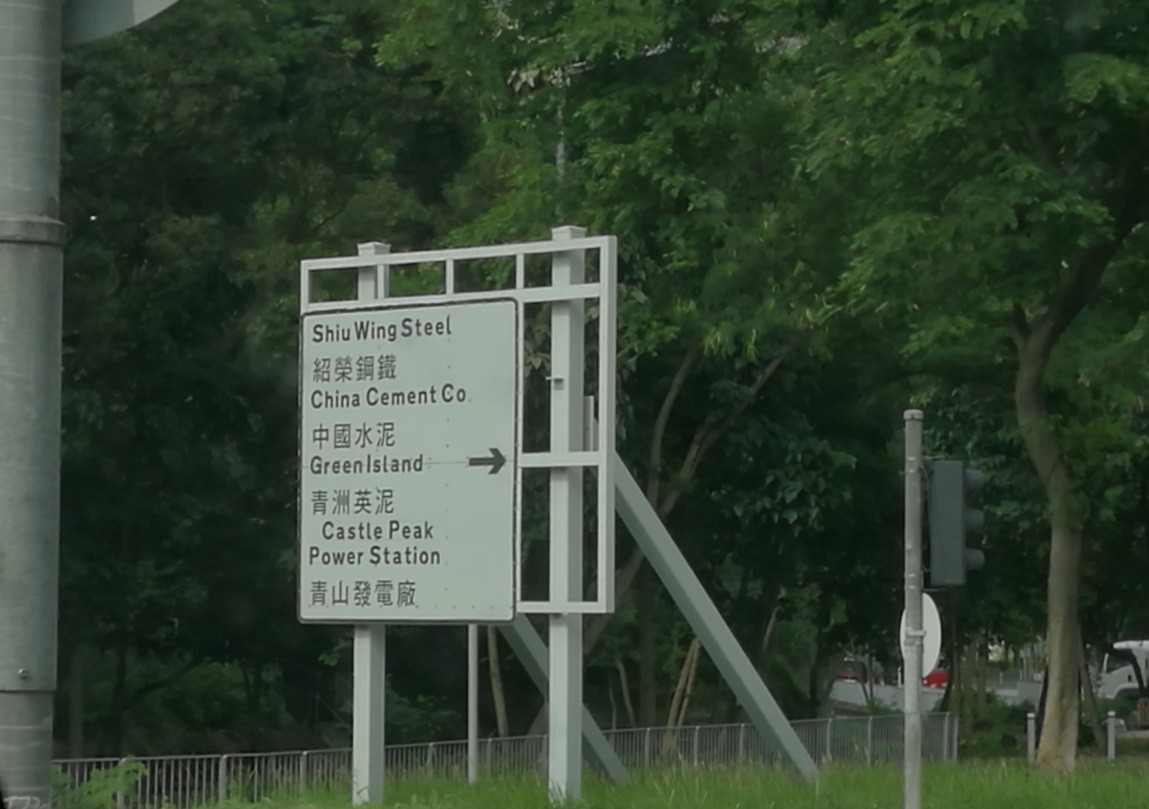 Shiu Wing Steel
紹榮鋼鐵
China Cement Co.
中國水泥
Green Island
青洲英泥
Castle Peak
Power Station
青山發電廠